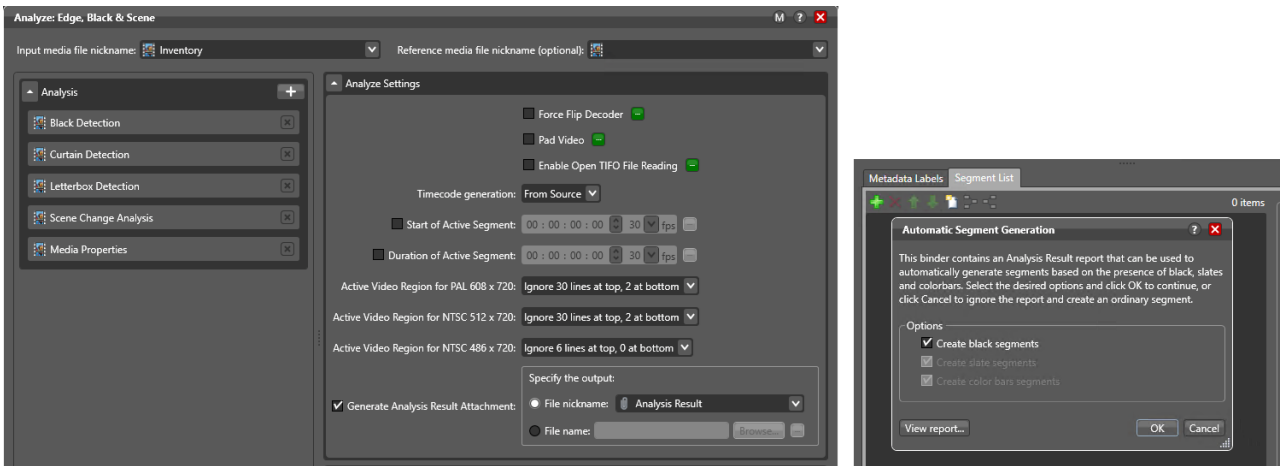 Analyze: Edge, Black & Scene
M ?
Input media file nickname: Inventory
Reference media file nickname (optional):
Analysis
Black Detection
Curtain Detection
Letterbox Detection
Scene Change Analysis
Media Properties
Analyze Settings
Force Flip Decoder
Pad Video
Enable Open TIFO File Reading
Timecode generation: From Source
Start of Active Segment: 00 : 00 : 00 : 00 30 fps
Duration of Active Segment: 00 : 00 : 00 : 00 30 fps
Active Video Region for PAL 608 x 720: Ignore 30 lines at top, 2 at bottom
Active Video Region for NTSC 512 x 720: Ignore 30 lines at top, 2 at bottom
Active Video Region for NTSC 486 x 720: Ignore 6 lines at top, 0 at bottom
Generate Analysis Result Attachment:
Specify the output:
File nickname: Analysis Result
File name: Browse...
Metadata Labels Segment List
0 items
Automatic Segment Generation ?
This binder contains an Analysis Result report that can be used to
automatically generate segments based on the presence of black, slates
and colorbars. Select the desired options and click OK to continue, or
click Cancel to ignore the report and create an ordinary segment.
Options
Create black segments
Create slate segments
Create color bars segments
View report... OK Cancel